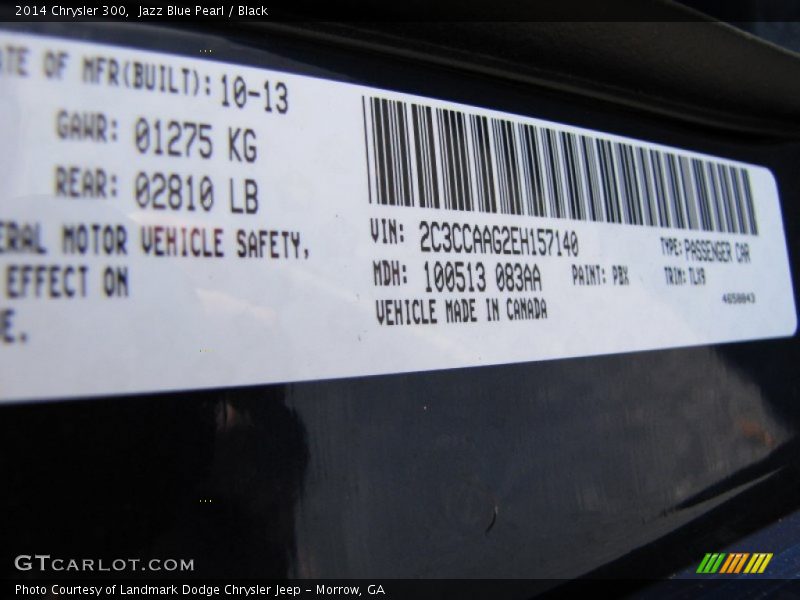 2014 Chrysler 300, Jazz Blue Pearl / Black
ATE OF MFR(BUILT): 10-13
GAWR: 01275 KG
REAR: 02810 LB
ERAL MOTOR VEHICLE SAFETY,
EFFECT ON
E.
VIN: 2C3CCAAG2EH157140
TYPE: PASSENGER CAR
MDH: 100513 083AA PAINT: PBX TRIM: TLX9
VEHICLE MADE IN CANADA
GTCARLOT.COM
Photo Courtesy of Landmark Dodge Chrysler Jeep - Morrow, GA